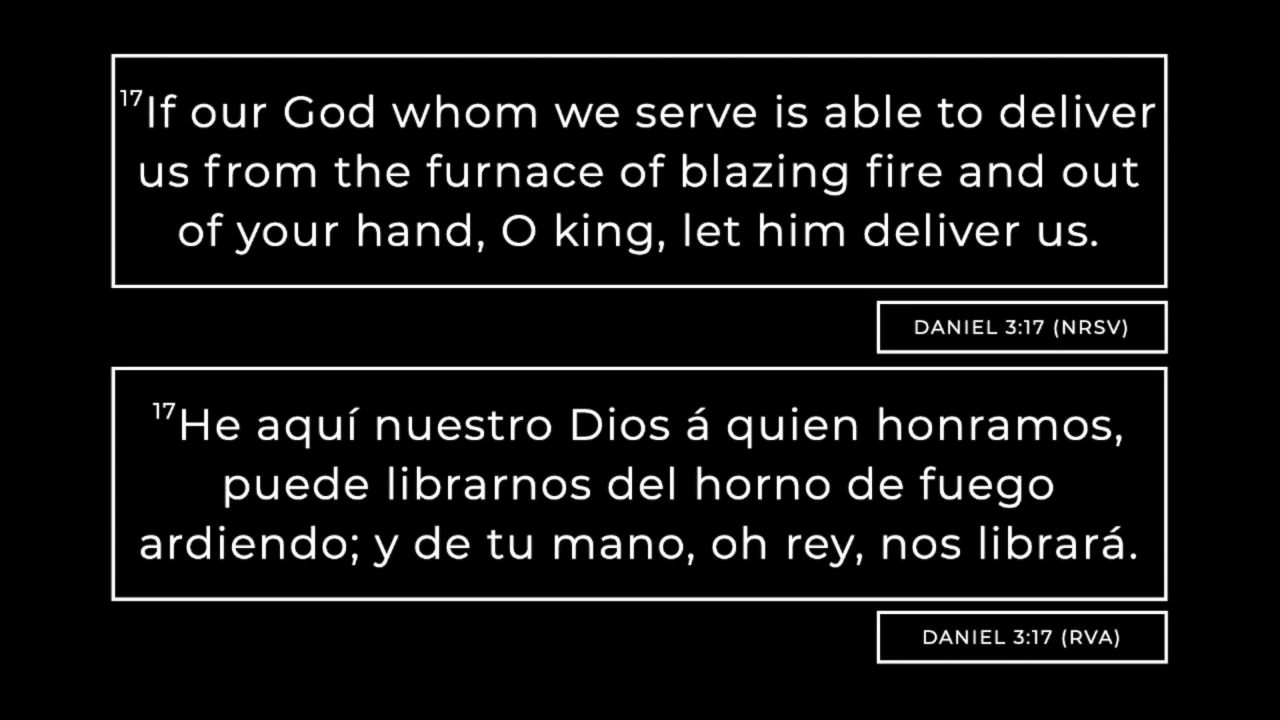 17If our God whom we serve is able to deliver
us from the furnace of blazing fire and out
of your hand, O king, let him deliver us.
DANIEL 3:17 (NRSV)
17He aquí nuestro Dios á quien honramos,
puede librarnos del horno de fuego
ardiendo; y de tu mano, oh rey, nos librará.
DANIEL 3:17 (RVA)